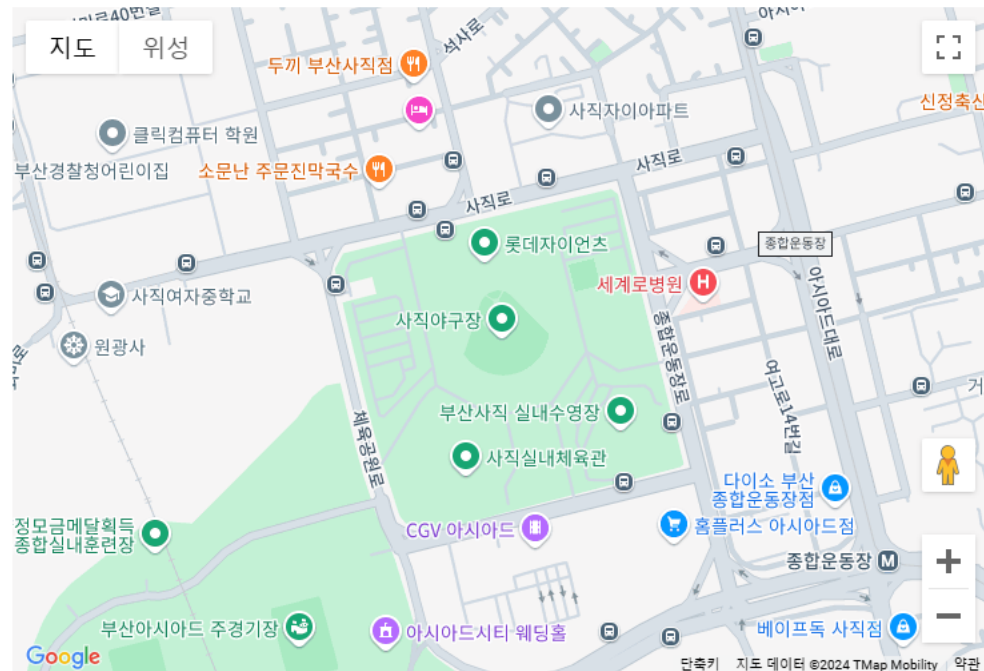 지도
위성
석사로
아시아
두끼 부산사직점
신정축산
사직자이아파트
클릭컴퓨터 학원
부산경찰청어린이집
소문난 주문진막국수
사직로
사직로
롯데자이언츠
종합운동장
세계로병원
사직여자중학교
아시아드대로
사직야구장
원광사
종합운동장로
여고로14번길
거
부산사직 실내수영장
체육공원로
사직실내체육관
다이소 부산
종합운동장점
정모금메달획득
종합실내훈련장
CGV 아시아드
홈플러스 아시아드점
종합운동장
부산아시아드 주경기장
아시아드시티 웨딩홀
베이프독 사직점
Google
단축키
지도 데이터 ©2024 TMap Mobility
약관